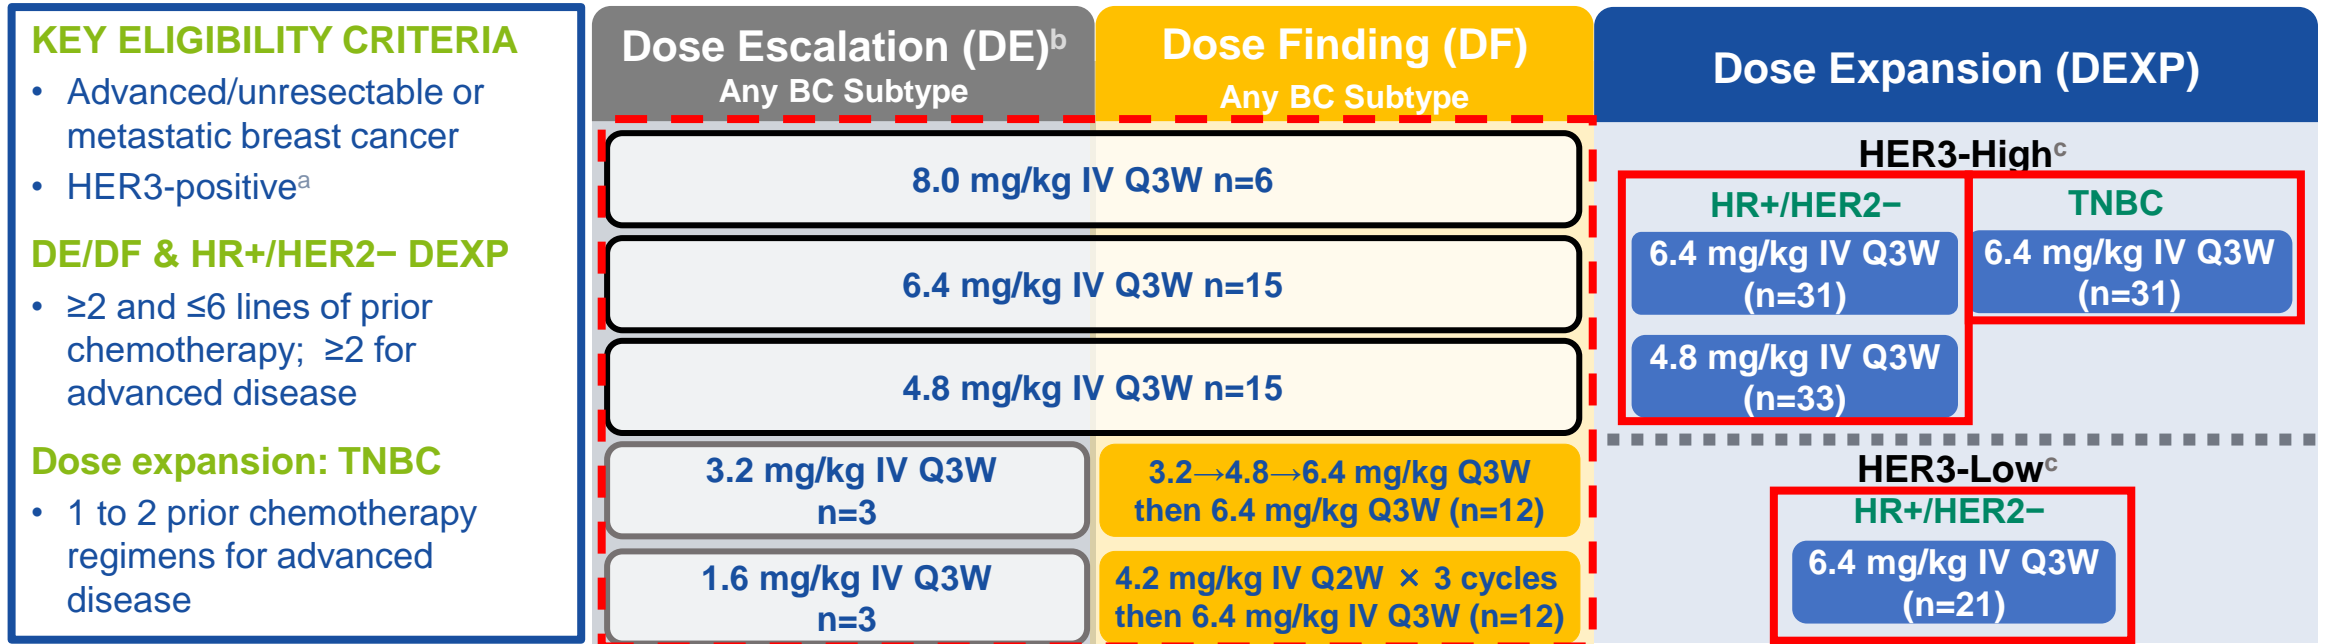 KEY ELIGIBILITY CRITERIA
• Advanced/unresectable or
metastatic breast cancer
• HER3-positiveᵃ
DE/DF & HR+/HER2− DEXP
• ≥2 and ≤6 lines of prior
chemotherapy; ≥2 for
advanced disease
Dose expansion: TNBC
• 1 to 2 prior chemotherapy
regimens for advanced
disease
Dose Escalation (DE)ᵇ
Any BC Subtype
Dose Finding (DF)
Any BC Subtype
8.0 mg/kg IV Q3W n=6
6.4 mg/kg IV Q3W n=15
4.8 mg/kg IV Q3W n=15
3.2 mg/kg IV Q3W
n=3
3.2→4.8→6.4 mg/kg Q3W
then 6.4 mg/kg Q3W (n=12)
1.6 mg/kg IV Q3W
n=3
4.2 mg/kg IV Q2W × 3 cycles
then 6.4 mg/kg IV Q3W (n=12)
Dose Expansion (DEXP)
HER3-Highᶜ
HR+/HER2−
6.4 mg/kg IV Q3W
(n=31)
4.8 mg/kg IV Q3W
(n=33)
TNBC
6.4 mg/kg IV Q3W
(n=31)
HER3-Lowᶜ
HR+/HER2−
6.4 mg/kg IV Q3W
(n=21)